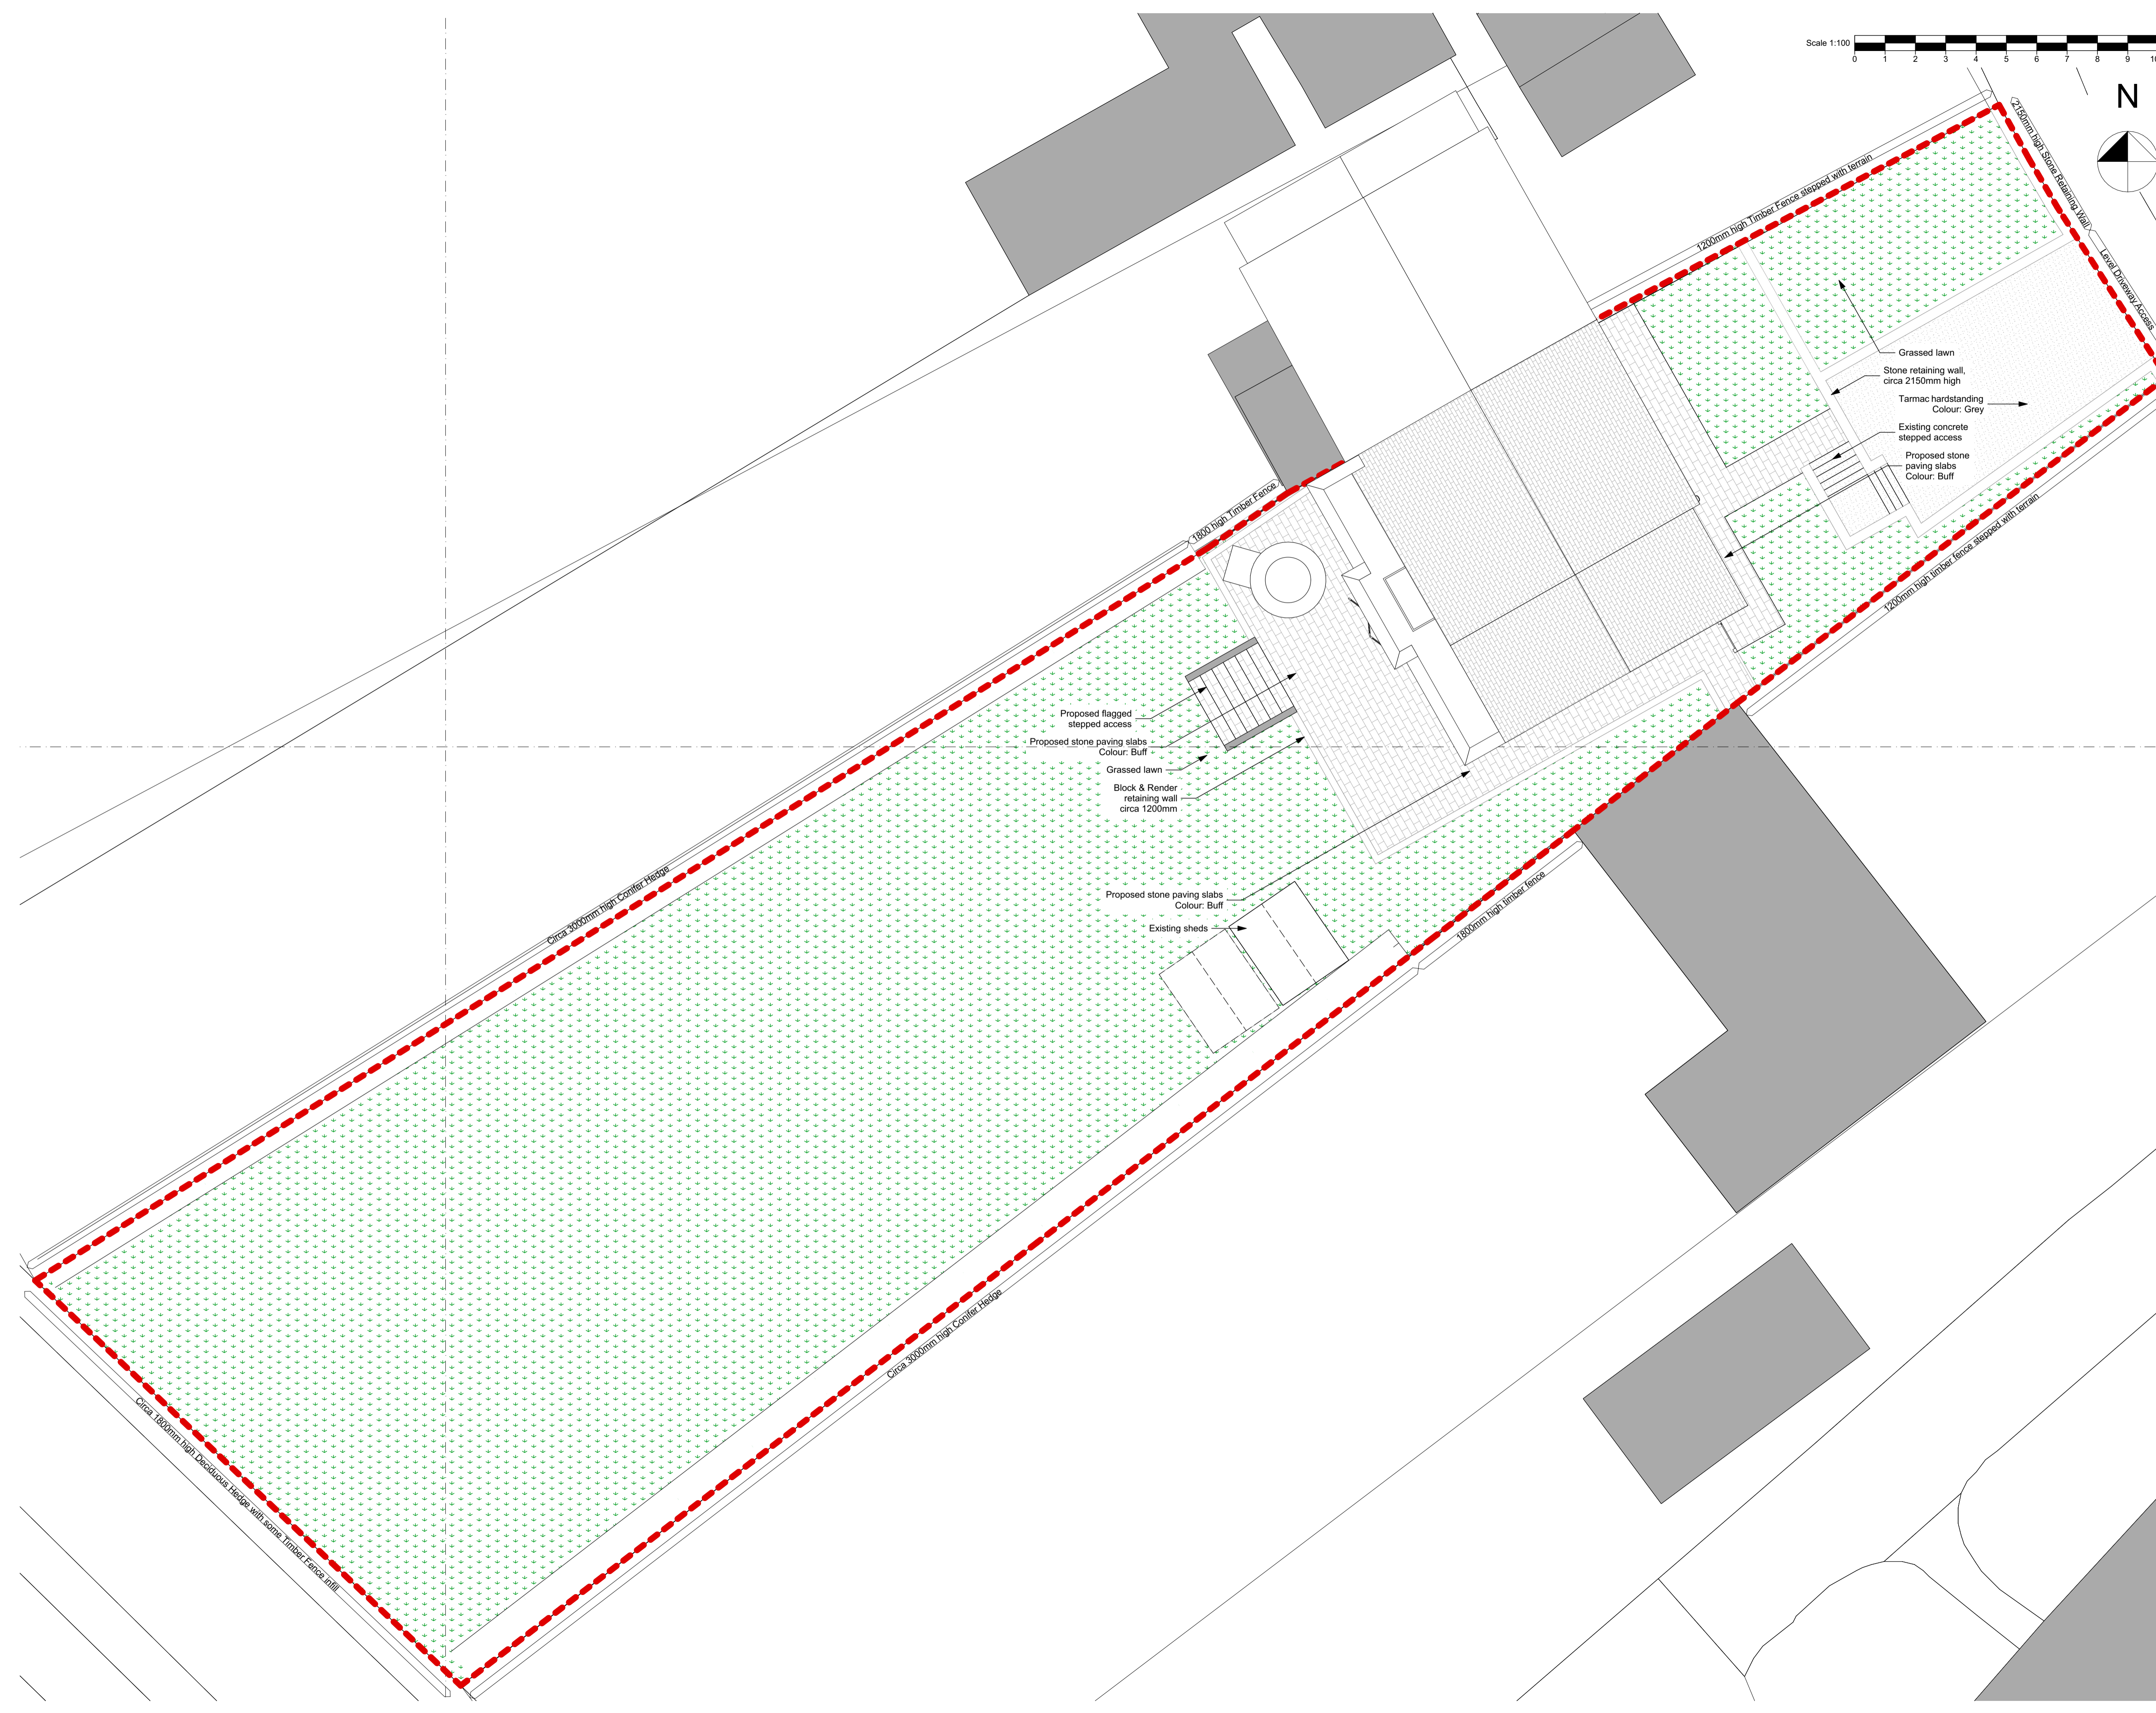 Scale 1:100
0 1 2 3 4 5 6 7 8 9
N
2150mm high Stone Retaining Wall
Level Driveway Access
1200mm high Timber Fence stepped with terrain
Grassed lawn
Stone retaining wall,
circa 2150mm high
Tarmac hardstanding
Colour: Grey
Existing concrete
stepped access
Proposed stone
paving slabs
Colour: Buff
1200mm high timber fence stepped with terrain
1800 high Timber Fence
Proposed flagged
stepped access
Proposed stone paving slabs
Colour: Buff
Grassed lawn
Block & Render
retaining wall
circa 1200mm
Circa 3000mm high Conifer Hedge
Proposed stone paving slabs
Colour: Buff
Existing sheds
1800mm high timber fence
Circa 3000mm high Conifer Hedge
Circa 1800mm high Deciduous Hedge with some Timber Fence infill